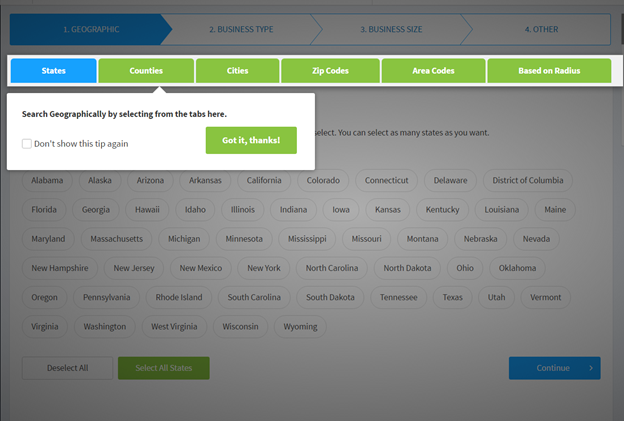 1. GEOGRAPHIC 2. BUSINESS TYPE 3. BUSINESS SIZE 4. OTHER
States Counties Cities Zip Codes Area Codes Based on Radius
Search Geographically by selecting from the tabs here.
select. You can select as many states as you want.
Don't show this tip again Got it, thanks!
Alabama Alaska Arizona Arkansas California Colorado Connecticut Delaware District of Columbia
Florida Georgia Hawaii Idaho Illinois Indiana Iowa Kansas Kentucky Louisiana Maine
Maryland Massachusetts Michigan Minnesota Mississippi Missouri Montana Nebraska Nevada
New Hampshire New Jersey New Mexico New York North Carolina North Dakota Ohio Oklahoma
Oregon Pennsylvania Rhode Island South Carolina South Dakota Tennessee Texas Utah Vermont
Virginia Washington West Virginia Wisconsin Wyoming
Deselect All Select All States Continue